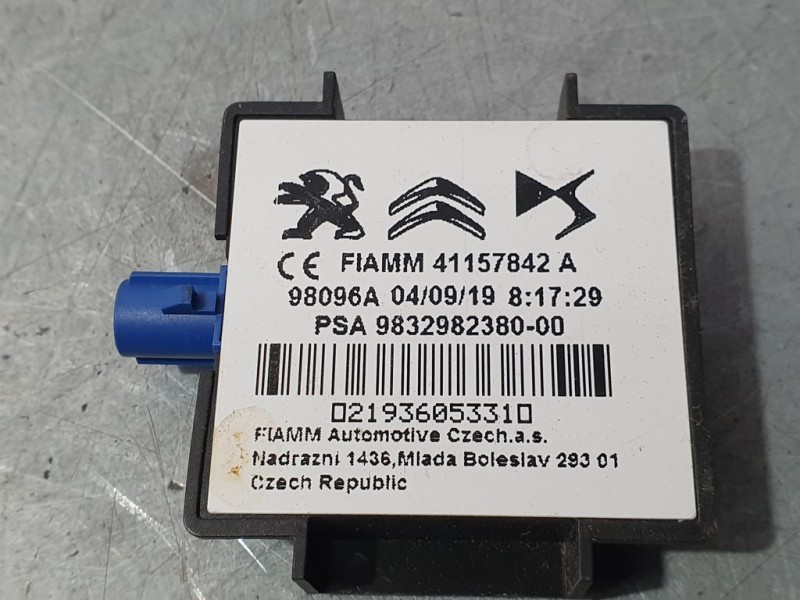 CE FIAMM 41157842 A
98096A 04/09/19 8:17:29
PSA 9832982380-00
02193605331
FIAMM Automotive Czech.a.s.
Nadrazni 1436,Mlada Boleslav 293 01
Czech Republic